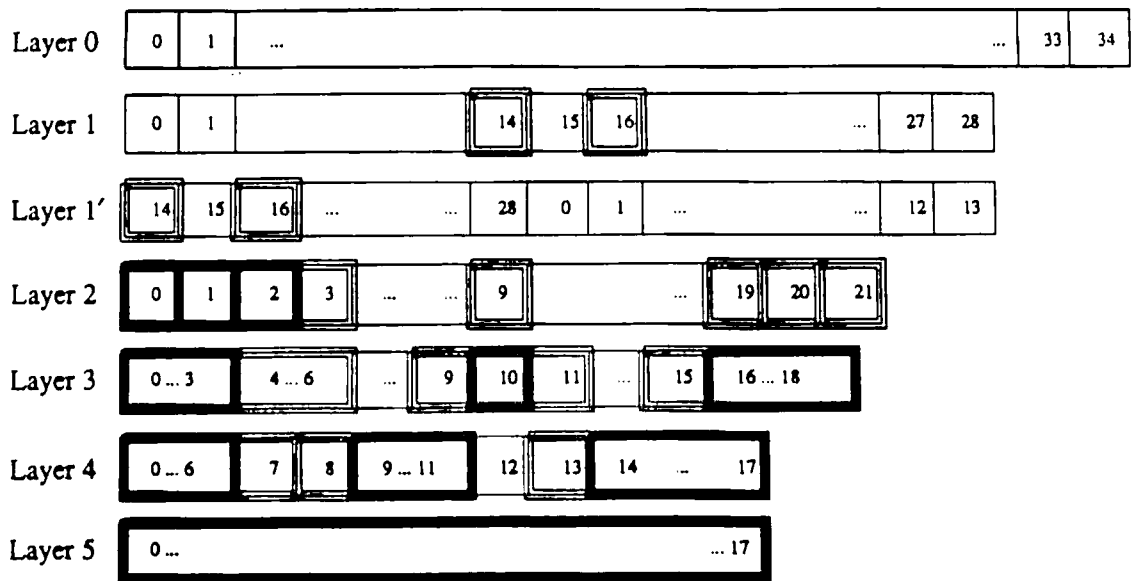 Layer 0 0 1 ... ... 33 34
Layer 1 0 1 14 15 16 ... 27 28
Layer 1′ 14 15 16 ... ... 28 0 1 ... ... 12 13
Layer 2 0 1 2 3 ... ... 9 ... 19 20 21
Layer 3 0 ... 3 4 ... 6 ... 9 10 11 ... 15 16 ... 18
Layer 4 0 ... 6 7 8 9 ... 11 12 13 14 ... 17
Layer 5 0 ... ... 17